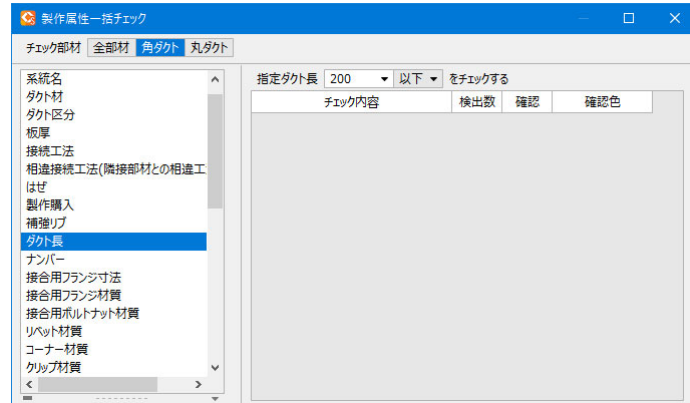 製作属性一括チェック
チェック部材 全部材 角ダクト 丸ダクト
系統名
ダクト材
ダクト区分
板厚
接続工法
相違接続工法(隣接部材との相違工
はぜ
製作購入
補強リブ
ダクト長
ナンバー
接合用フランジ寸法
接合用フランジ材質
接合用ボルトナット材質
リベット材質
コーナー材質
クリップ材質
指定ダクト長 200 以下 をチェックする
チェック内容 検出数 確認 確認色